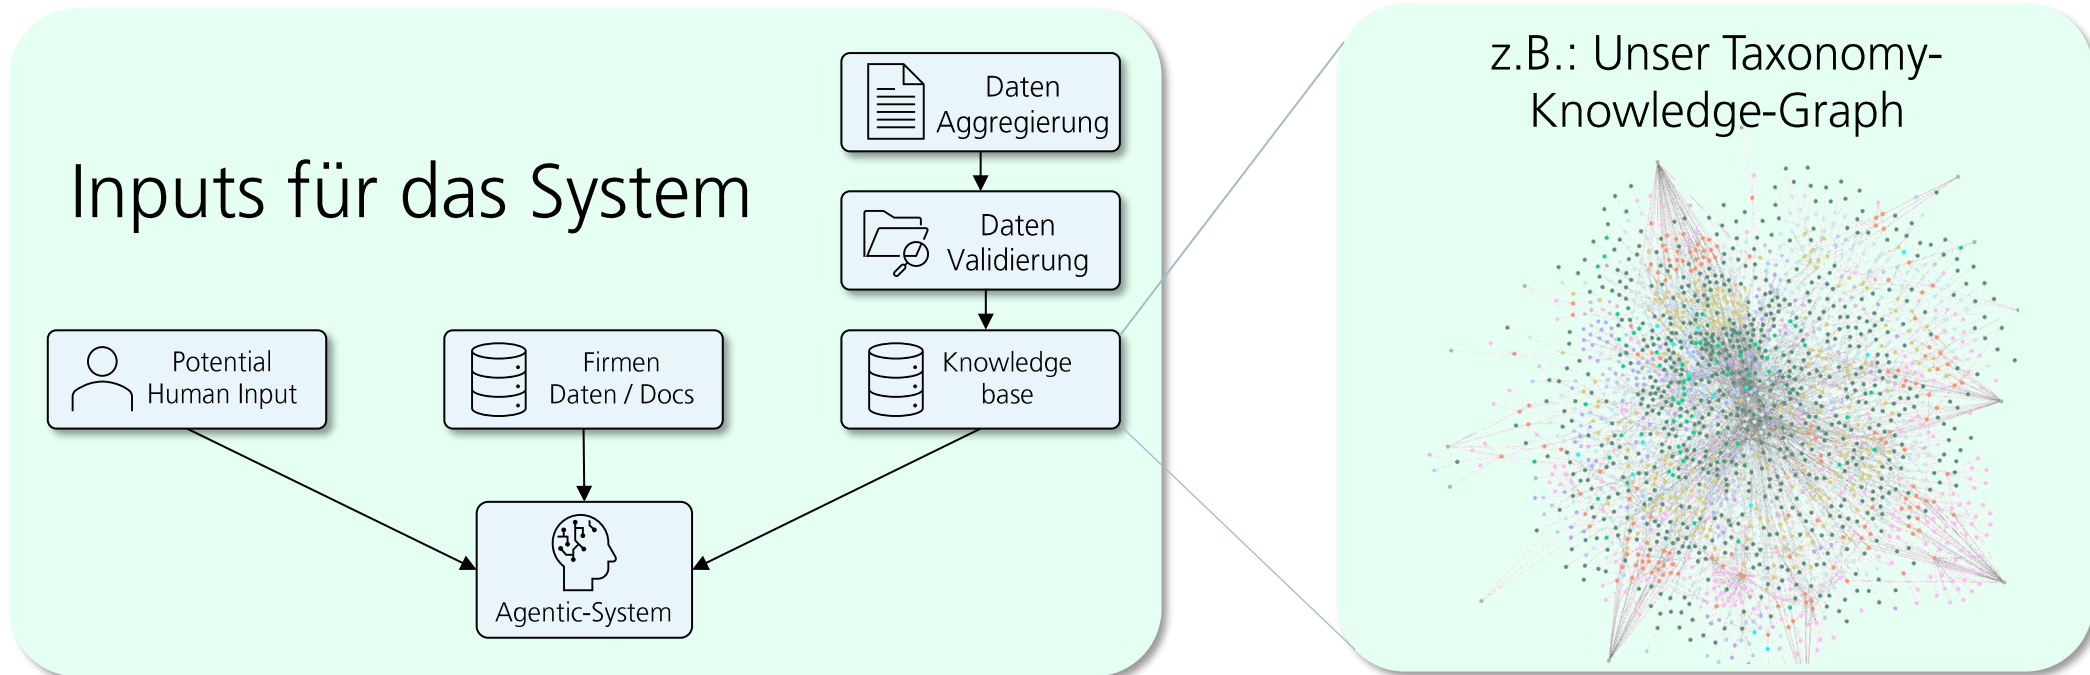 Inputs für das System
Daten
Aggregierung
Daten
Validierung
Potential
Human Input
Firmen
Daten / Docs
Knowledge
base
Agentic-System
z.B.: Unser Taxonomy-
Knowledge-Graph